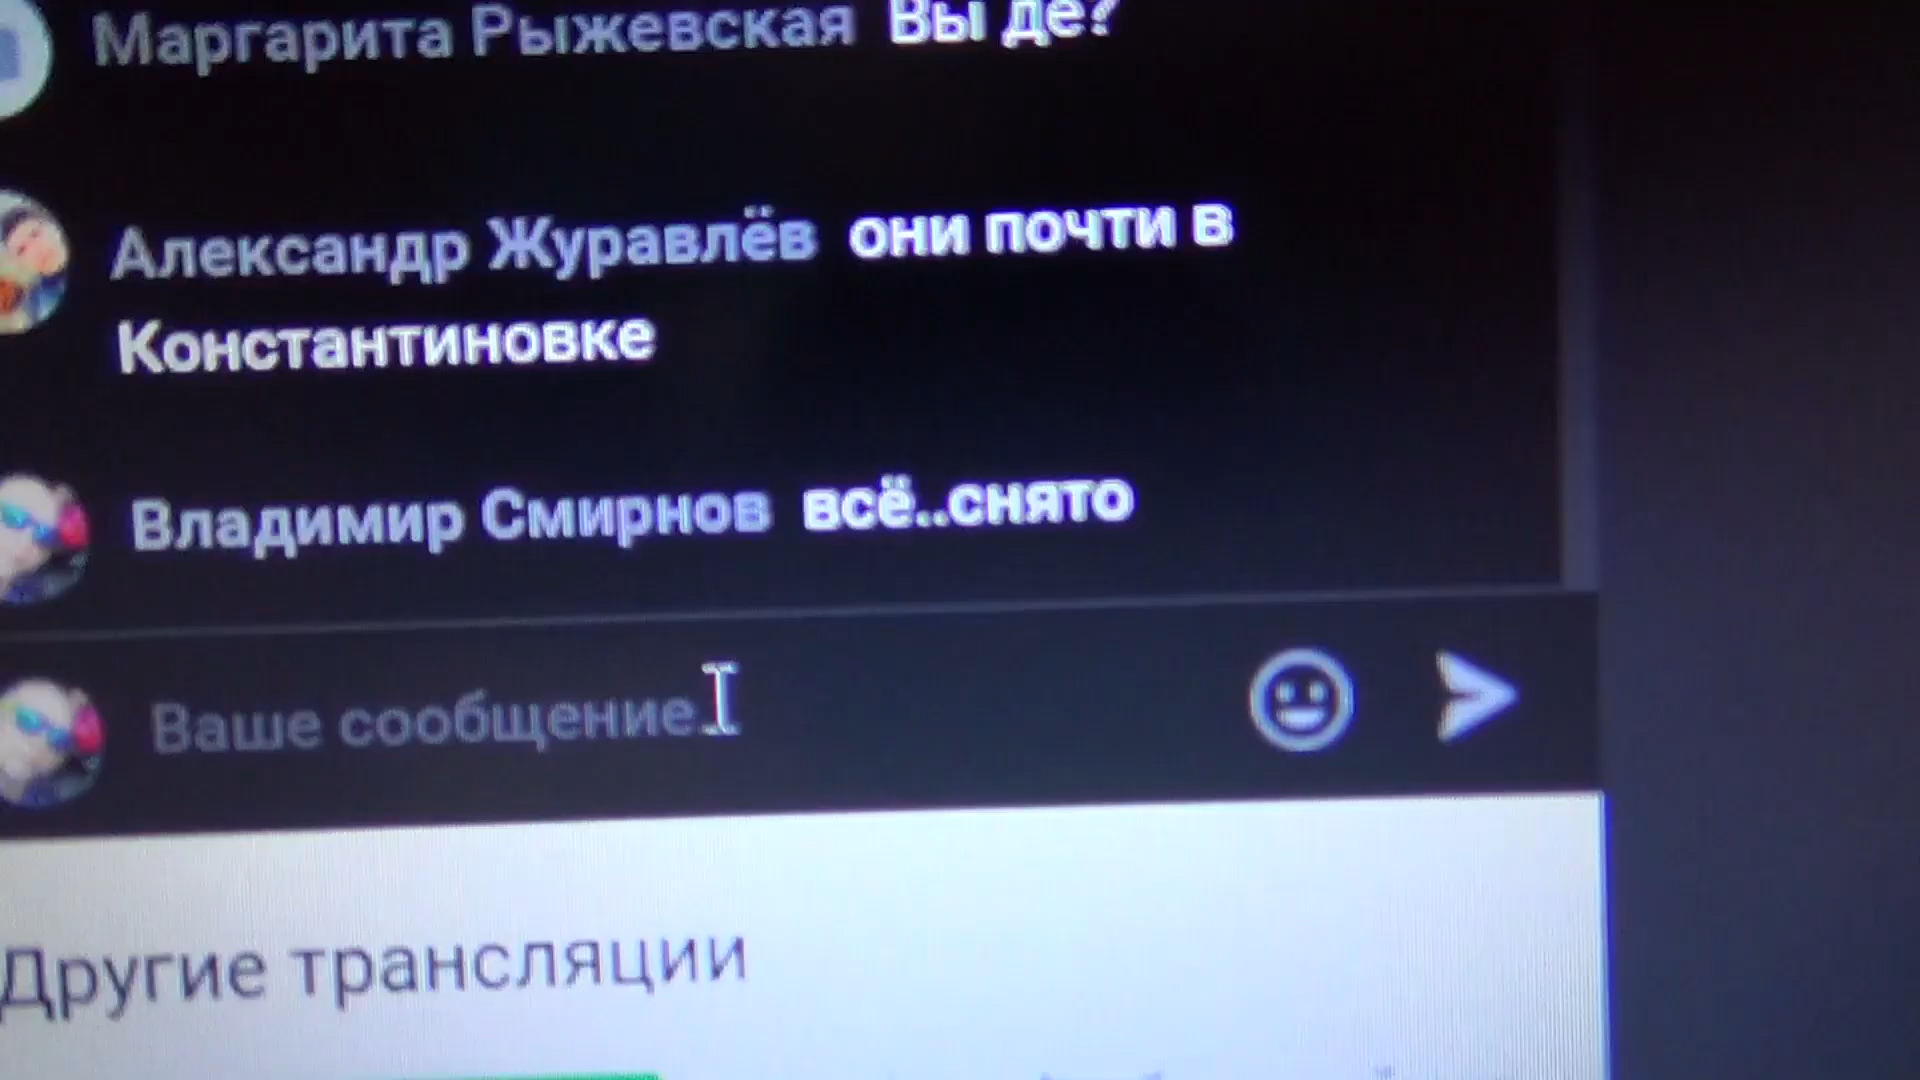 Маргарита Рыжевская Вы де?
Александр Журавлёв они почти в
Константиновке
Владимир Смирнов всё..снято
Ваше сообщение
Другие трансляции